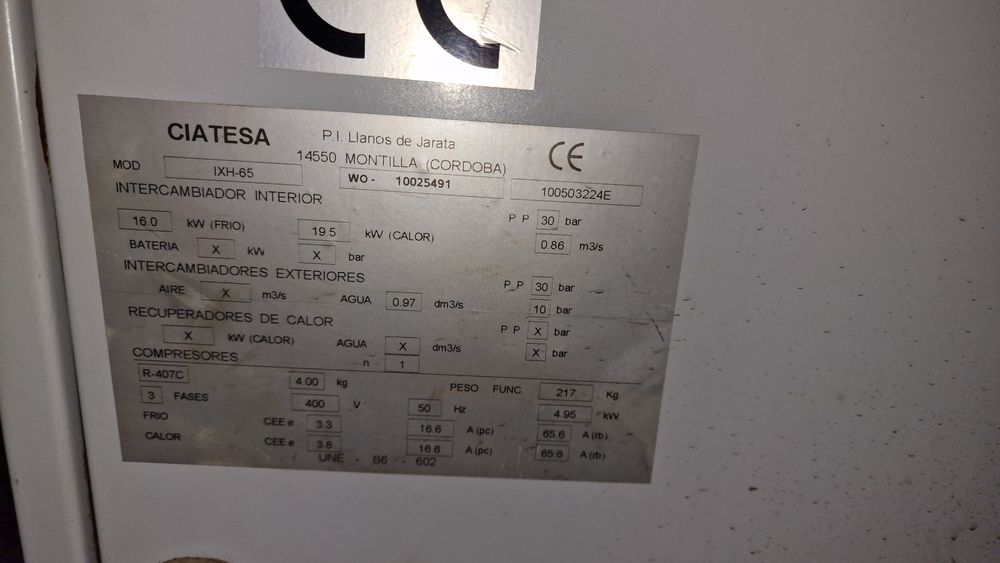 CE
CIATESA P.I. Llanos de Jarata CE
14550 MONTILLA (CORDOBA)
MOD IXH-65 WO - 10025491 100503224E
INTERCAMBIADOR INTERIOR P P 30 bar
16.0 kW (FRIO) 19.5 kW (CALOR) 0.86 m3/s
BATERIA X kW X bar
INTERCAMBIADORES EXTERIORES P P 30 bar
AIRE X m3/s AGUA 0.97 dm3/s 10 bar
RECUPERADORES DE CALOR P P X bar
X kW (CALOR) AGUA X dm3/s X bar
COMPRESORES n 1
R-407C 4.00 kg PESO FUNC. 217 Kg
3 FASES 400 V 50 Hz 4.95 kW
FRIO CEE e 3.3 16.6 A (pc) 65.6 A (rb)
CALOR CEE e 3.8 16.6 A (pc) 65.6 A (rb)
/ UNE - 86 - 602